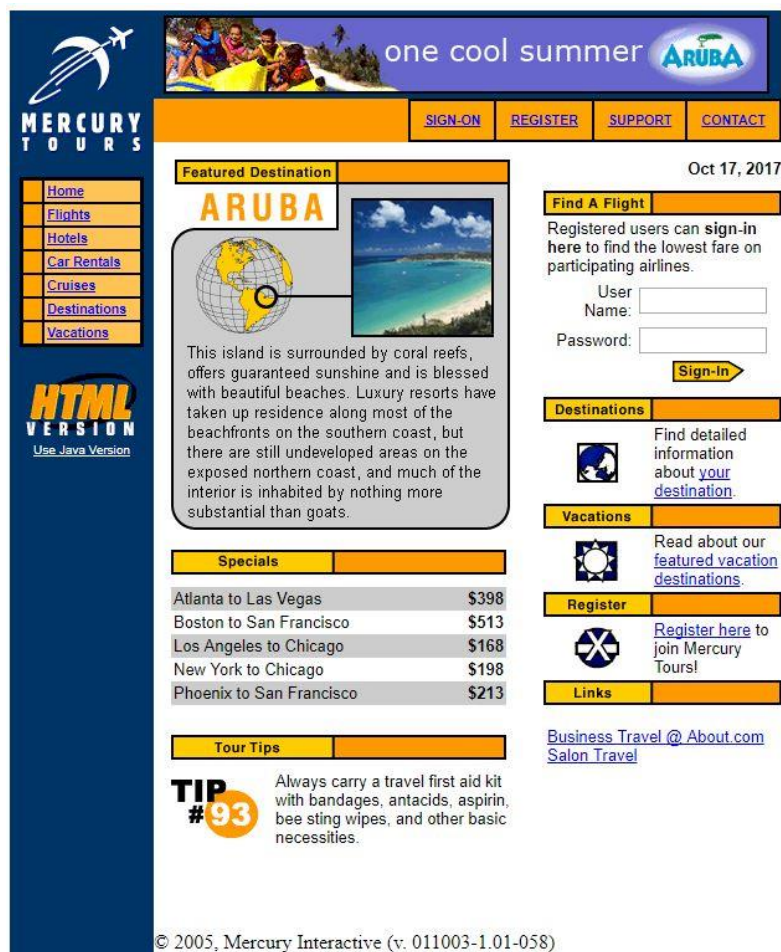 one cool summer ARUBA
MERCURY
TOURS
SIGN-ON REGISTER SUPPORT CONTACT
Home
Flights
Hotels
Car Rentals
Cruises
Destinations
Vacations
HTML
VERSION
Use Java Version
Featured Destination
ARUBA
This island is surrounded by coral reefs,
offers guaranteed sunshine and is blessed
with beautiful beaches. Luxury resorts have
taken up residence along most of the
beachfronts on the southern coast, but
there are still undeveloped areas on the
exposed northern coast, and much of the
interior is inhabited by nothing more
substantial than goats.
Specials
Atlanta to Las Vegas $398
Boston to San Francisco $513
Los Angeles to Chicago $168
New York to Chicago $198
Phoenix to San Francisco $213
Tour Tips
TIP
#93
Always carry a travel first aid kit
with bandages, antacids, aspirin,
bee sting wipes, and other basic
necessities.
Oct 17, 2017
Find A Flight
Registered users can sign-in
here to find the lowest fare on
participating airlines.
User
Name:
Password:
Sign-In
Destinations
Find detailed
information
about your
destination.
Vacations
Read about our
featured vacation
destinations.
Register
Register here to
join Mercury
Tours!
Links
Business Travel @ About.com
Salon Travel
© 2005, Mercury Interactive (v. 011003-1.01-058)